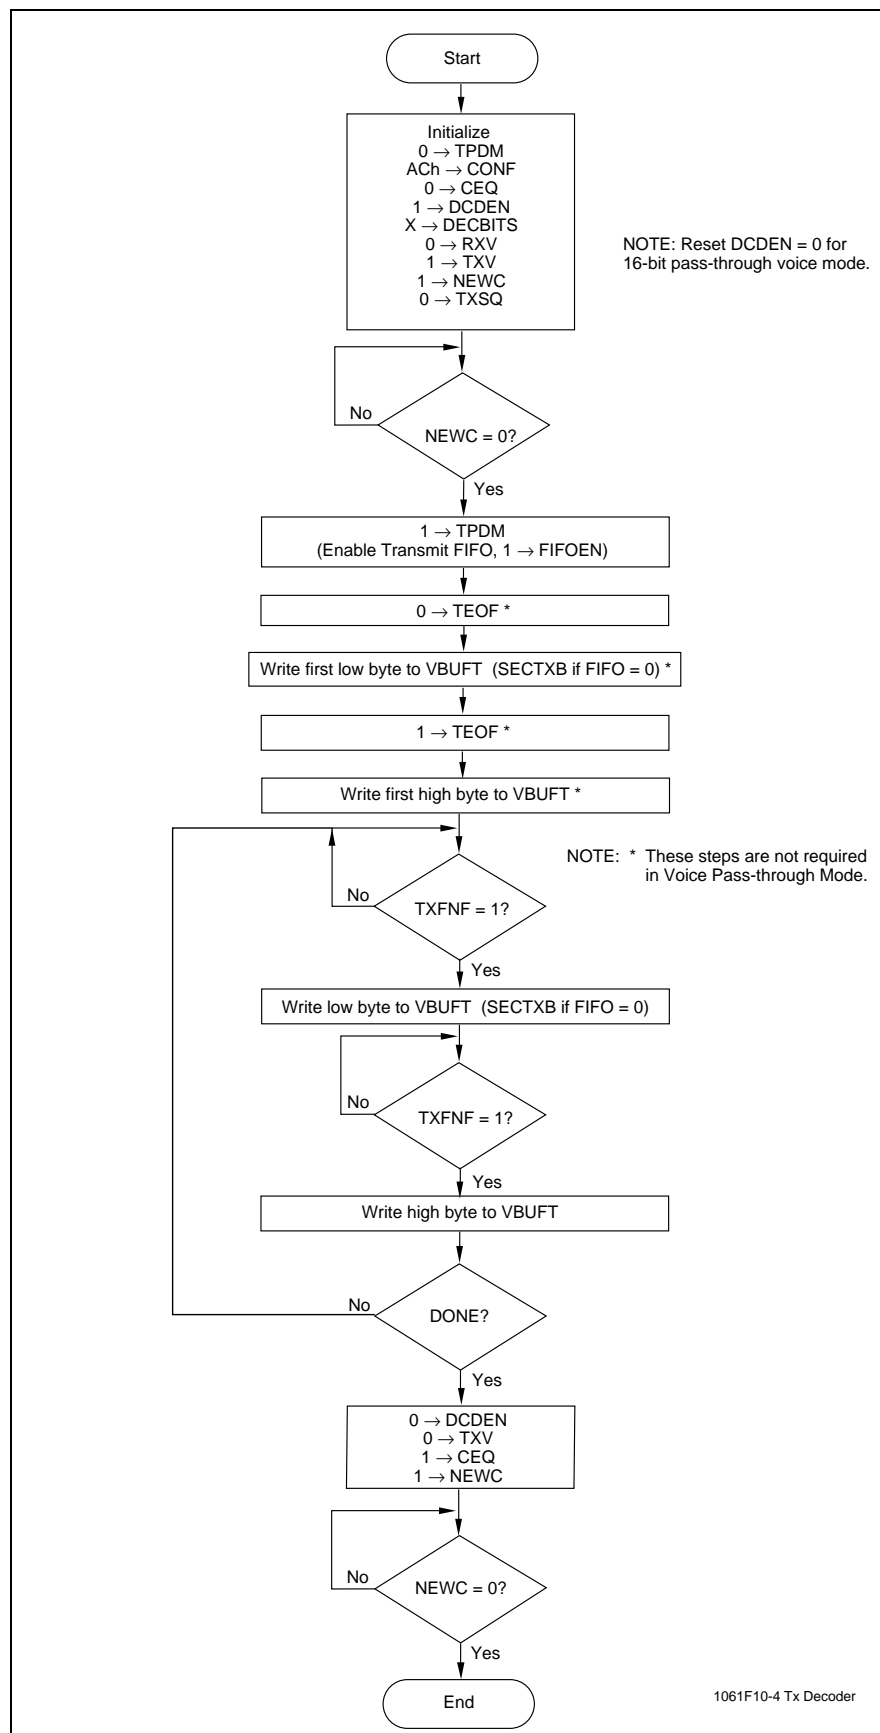 Start
Initialize
0 → TPDM
ACh → CONF
0 → CEQ
1 → DCDEN
X → DECBITS
0 → RXV
1 → TXV
1 → NEWC
0 → TXSQ
NOTE: Reset DCDEN = 0 for
16-bit pass-through voice mode.
No
NEWC = 0?
Yes
1 → TPDM
(Enable Transmit FIFO, 1 → FIFOEN)
0 → TEOF *
Write first low byte to VBUFT (SECTXB if FIFO = 0) *
1 → TEOF *
Write first high byte to VBUFT *
NOTE: * These steps are not required
in Voice Pass-through Mode.
No
TXFNF = 1?
Yes
Write low byte to VBUFT (SECTXB if FIFO = 0)
No
TXFNF = 1?
Yes
Write high byte to VBUFT
No
DONE?
Yes
0 → DCDEN
0 → TXV
1 → CEQ
1 → NEWC
No
NEWC = 0?
Yes
End
1061F10-4 Tx Decoder